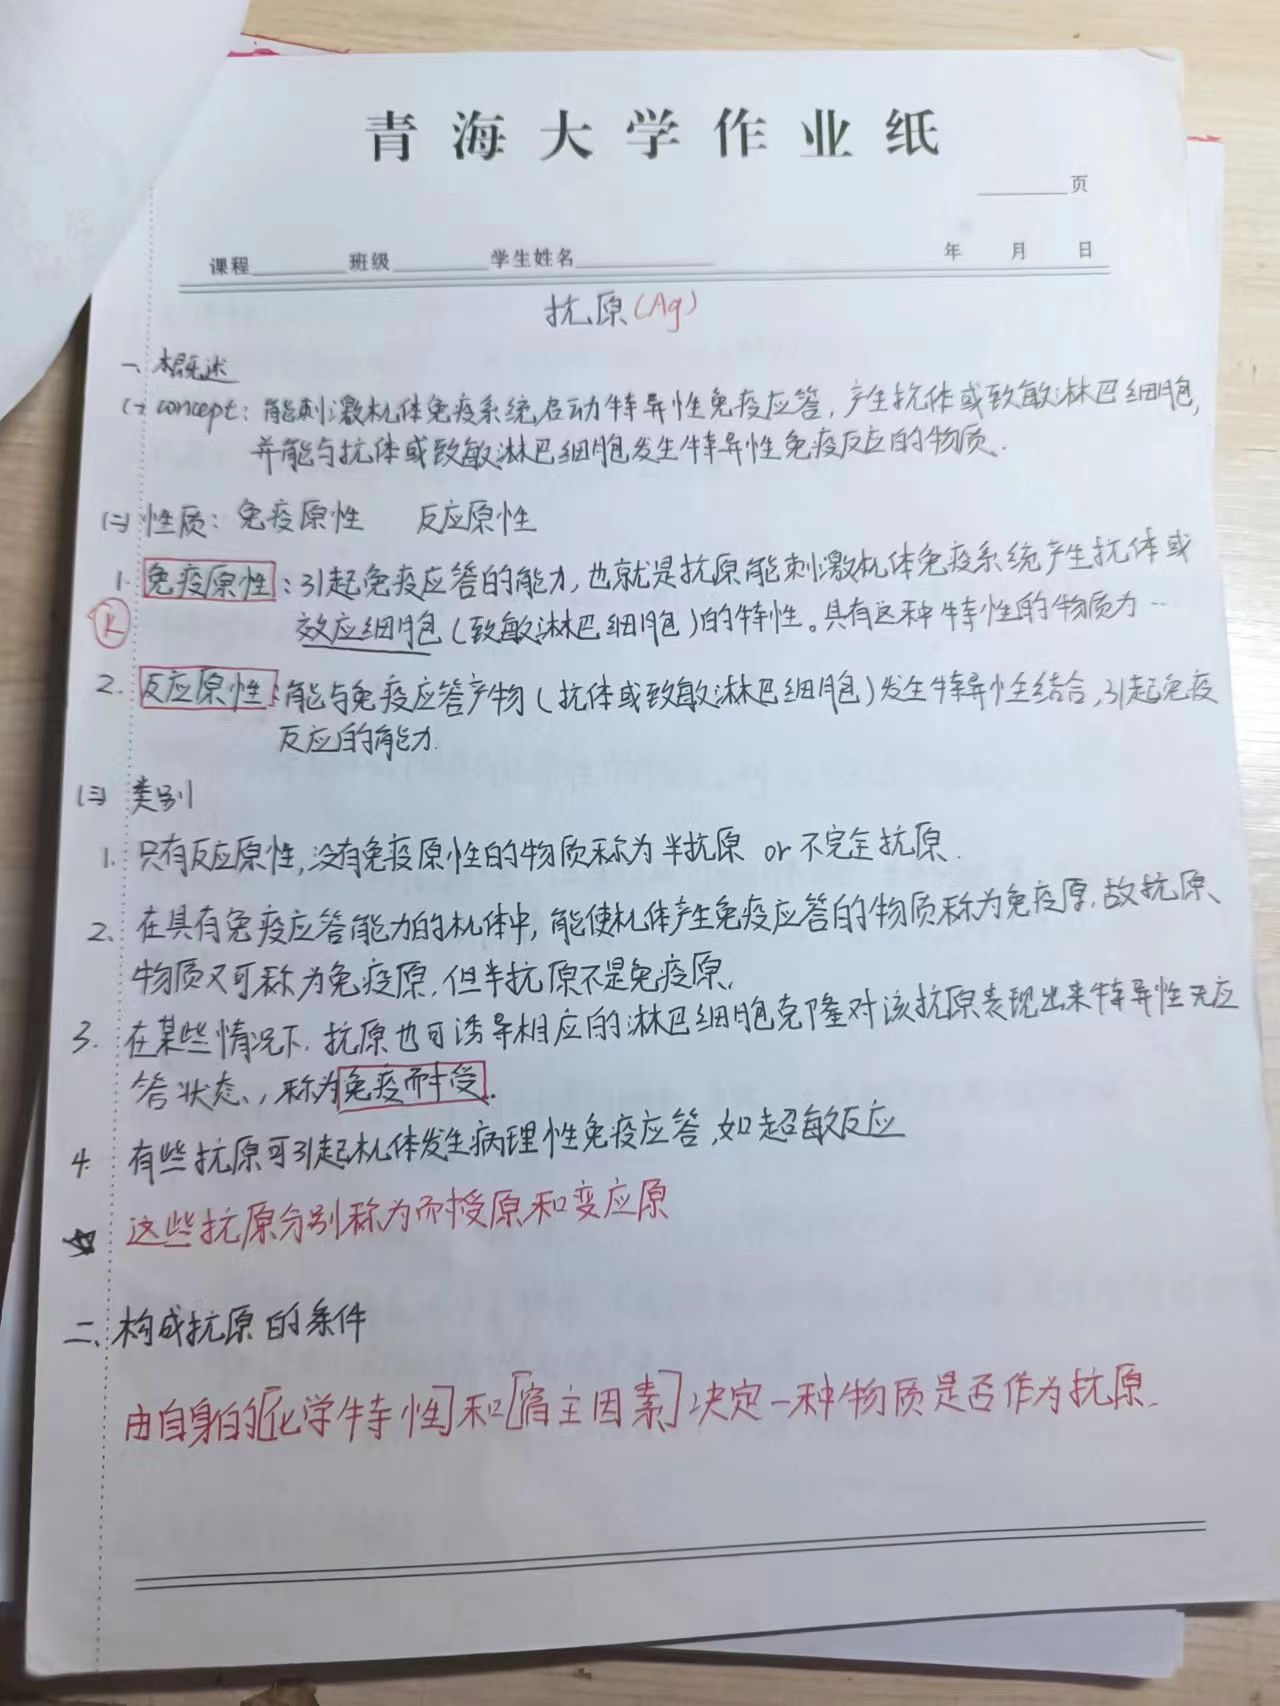 青海大学作业纸
页
课程 班级 学生姓名 年 月 日
抗原(Ag)
一、概述
(一) concept: 能刺激机体免疫系统,启动特异性免疫应答,产生抗体或致敏淋巴细胞,
并能与抗体或致敏淋巴细胞发生特异性免疫反应的物质.
(二) 性质: 免疫原性 反应原性
1. 免疫原性: 引起免疫应答的能力,也就是抗原能刺激机体免疫系统产生抗体或
效应细胞(致敏淋巴细胞)的特性。具有这种特性的物质为…
2. 反应原性: 能与免疫应答产物(抗体或致敏淋巴细胞)发生特异性结合,引起免疫
反应的能力.
(三) 类别
1. 只有反应原性,没有免疫原性的物质称为半抗原 or 不完全抗原.
2、在具有免疫应答能力的机体中,能使机体产生免疫应答的物质称为免疫原,故抗原、
物质又可称为免疫原,但半抗原不是免疫原.
3. 在某些情况下,抗原也可诱导相应的淋巴细胞克隆对该抗原表现出来特异性无应
答状态,称为免疫耐受.
4. 有些抗原可引起机体发生病理性免疫应答,如超敏反应
这些抗原分别称为耐授原和变应原
二、构成抗原的条件
由自身的[化学特性]和[宿主因素]决定一种物质是否作为抗原.